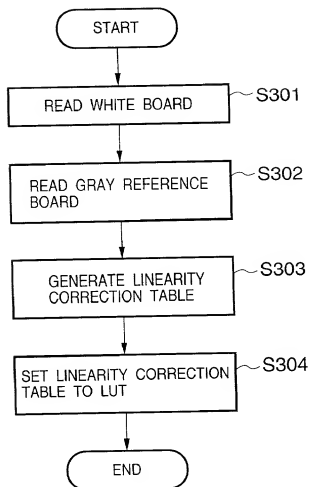 START
READ WHITE BOARD
S301
READ GRAY REFERENCE
BOARD
S302
GENERATE LINEARITY
CORRECTION TABLE
S303
SET LINEARITY CORRECTION
TABLE TO LUT
S304
END